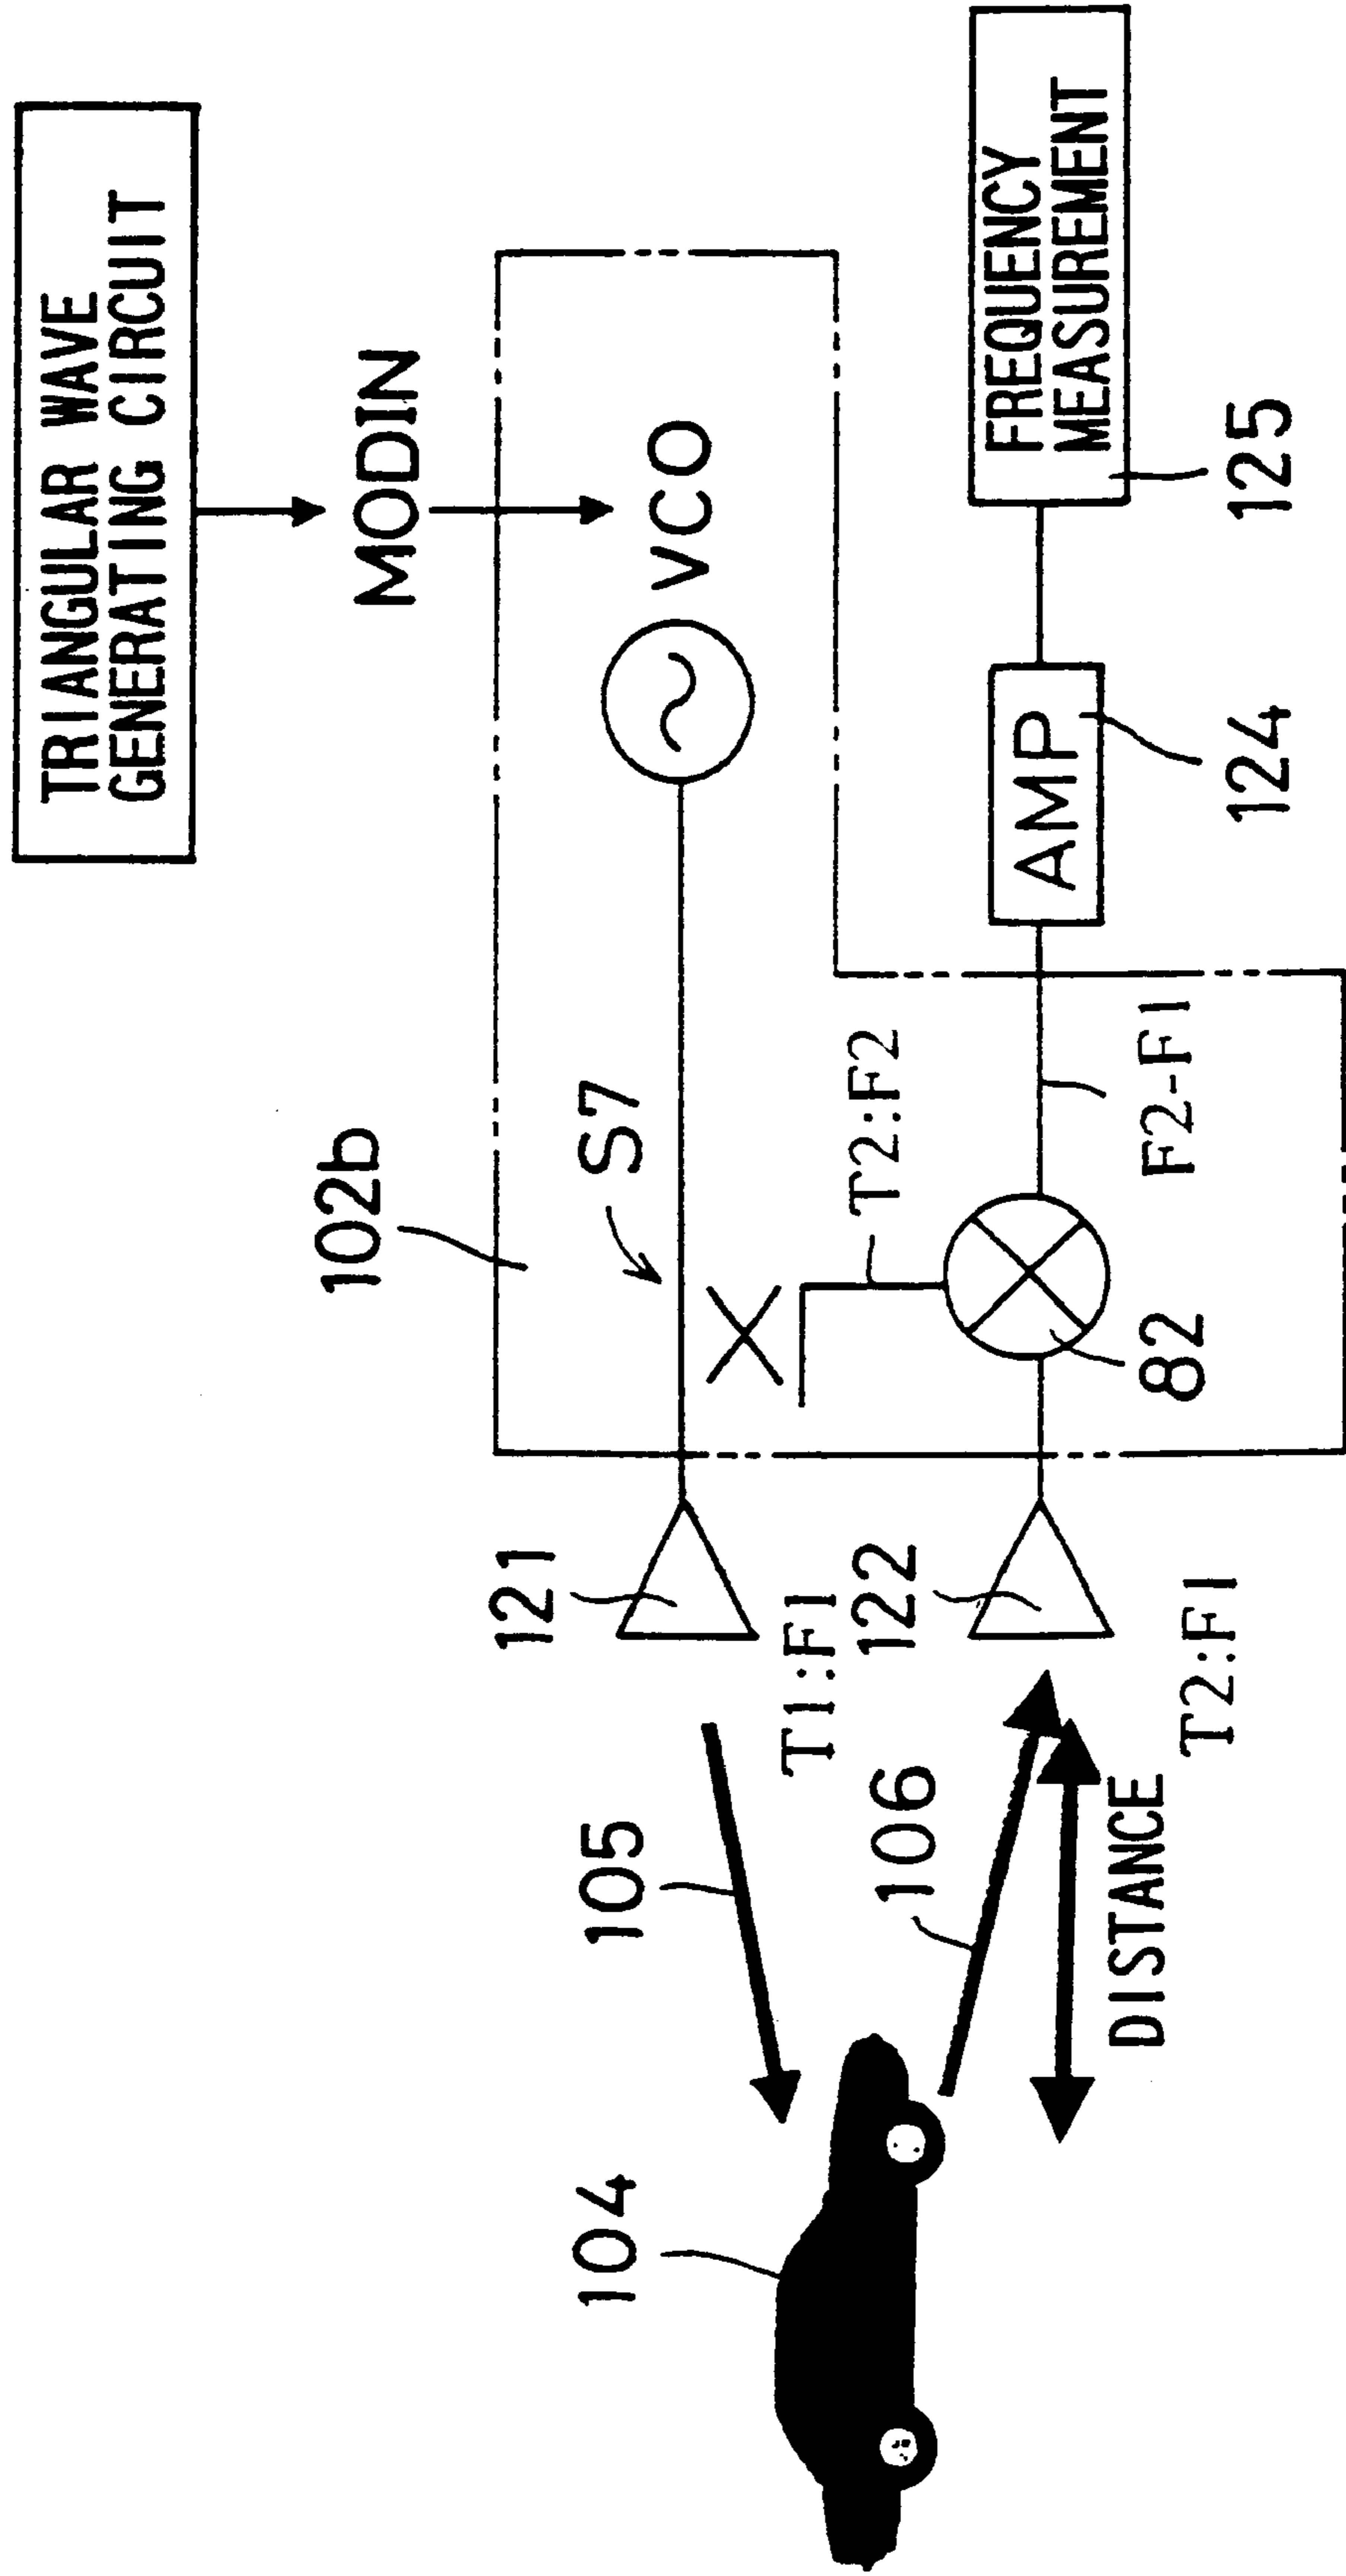 TRIANGULAR WAVE
GENERATING CIRCUIT
MODIN
102b
S7
VCO
121
T1:F1
105
104
T2:F2
122
106
T2:F1
DISTANCE
82
F2-F1
AMP
124
FREQUENCY
MEASUREMENT
125